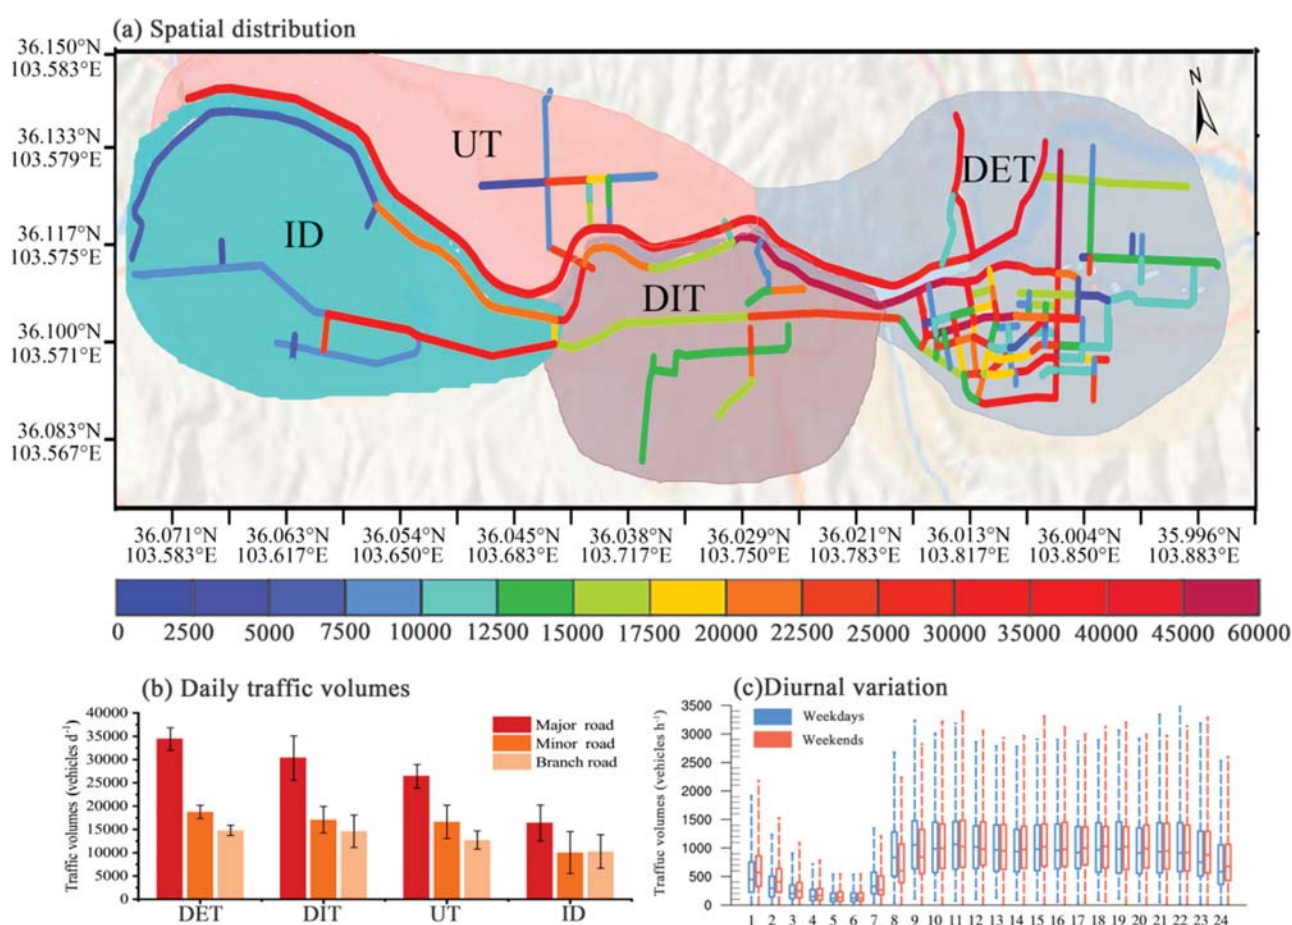 (a) Spatial distribution
36.150°N
103.583°E
36.133°N
103.579°E
36.117°N
103.575°E
36.100°N
103.571°E
36.083°N
103.567°E
N
UT
DET
ID
DIT
36.071°N 36.063°N 36.054°N 36.045°N 36.038°N 36.029°N 36.021°N 36.013°N 36.004°N 35.996°N
103.583°E 103.617°E 103.650°E 103.683°E 103.717°E 103.750°E 103.783°E 103.817°E 103.850°E 103.883°E
0 2500 5000 7500 10000 12500 15000 17500 20000 22500 25000 30000 35000 40000 45000 60000
(b) Daily traffic volumes
Traffic volumes (vehicles d⁻¹)
40000
35000
30000
25000
20000
15000
10000
5000
0
Major road
Minor road
Branch road
DET DIT UT ID
(c)Diurnal variation
Traffuc volumes (vehicles h⁻¹)
3500
3000
2500
2000
1500
1000
500
0
Weekdays
Weekends
1 2 3 4 5 6 7 8 9 10 11 12 13 14 15 16 17 18 19 20 21 22 23 24